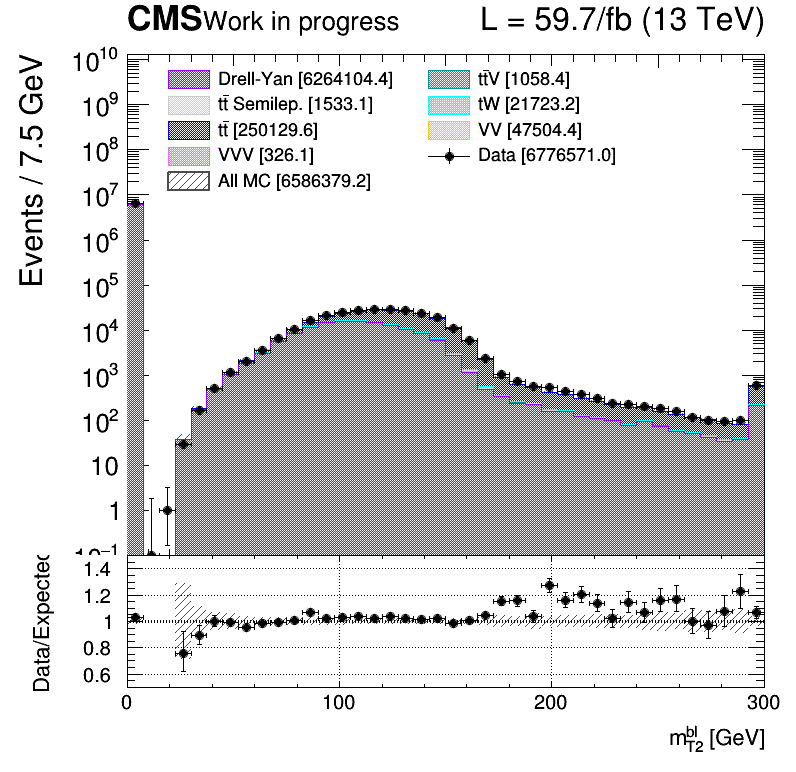 CMS Work in progress L = 59.7/fb (13 TeV)
Events / 7.5 GeV
10^10
10^9
10^8
10^7
10^6
10^5
10^4
10^3
10^2
10
1
10^−1
Drell-Yan [6264104.4]
tt̄ Semilep. [1533.1]
tt̄ [250129.6]
VVV [326.1]
All MC [6586379.2]
tt̄V [1058.4]
tW [21723.2]
VV [47504.4]
Data [6776571.0]
Data/Expected
1.4
1.2
1
0.8
0.6
0 100 200 300
m_T2^bl [GeV]